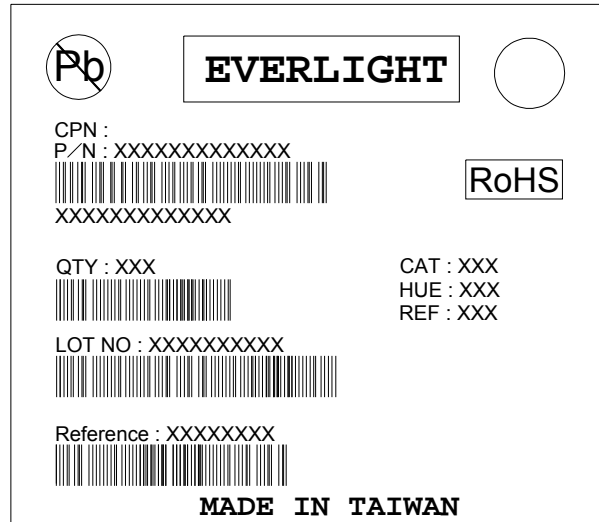 Pb
EVERLIGHT
CPN :
P/N : XXXXXXXXXXXXX
RoHS
XXXXXXXXXXXXX
QTY : XXX
CAT : XXX
HUE : XXX
REF : XXX
LOT NO : XXXXXXXXXX
Reference : XXXXXXXX
MADE IN TAIWAN